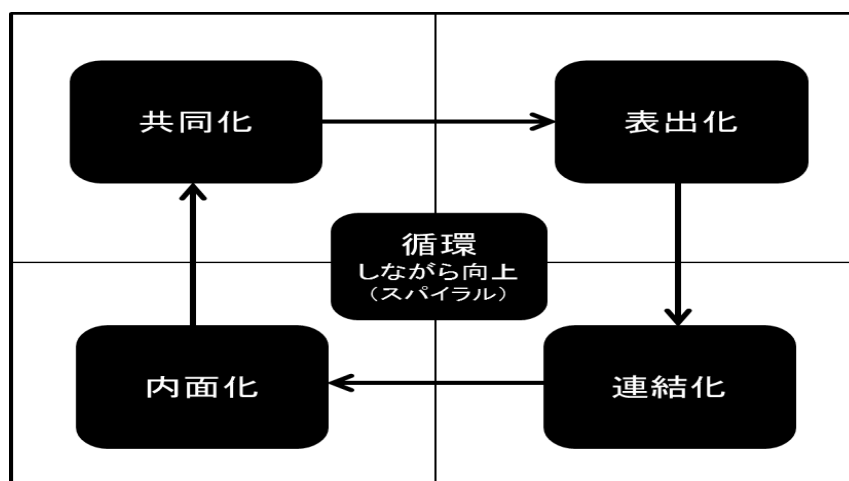 共同化
表出化
循環
しながら向上
（スパイラル）
内面化
連結化